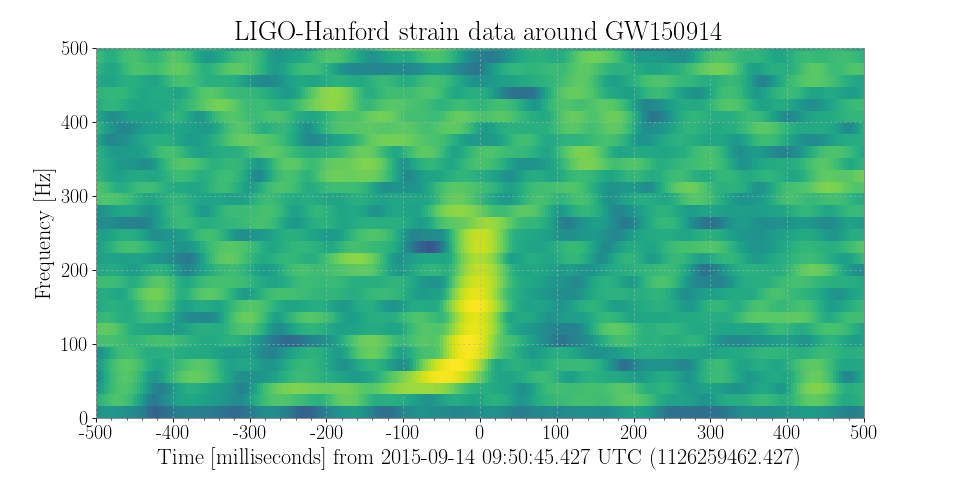 LIGO-Hanford strain data around GW150914
500
400
300
200
100
0
Frequency [Hz]
-500 -400 -300 -200 -100 0 100 200 300 400 500
Time [milliseconds] from 2015-09-14 09:50:45.427 UTC (1126259462.427)